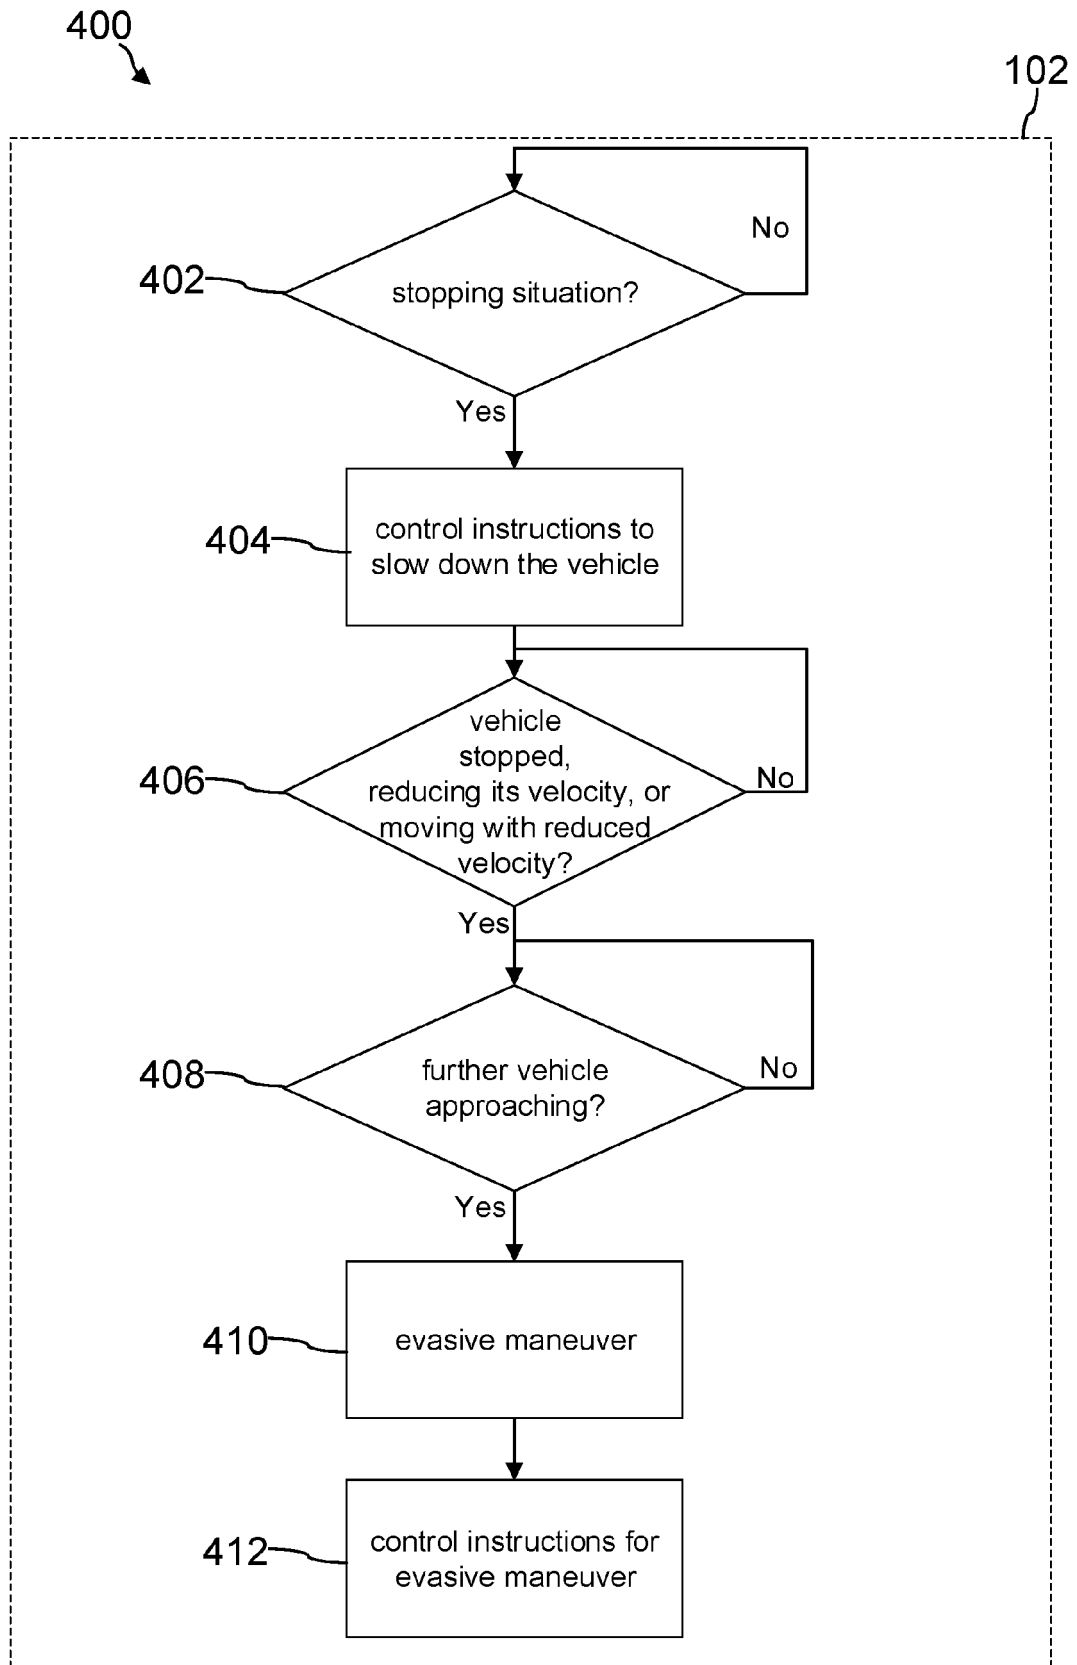 400
102
No
402
stopping situation?
Yes
404
control instructions to
slow down the vehicle
vehicle
stopped,
406
reducing its velocity, or
No
moving with reduced
velocity?
Yes
408
further vehicle
approaching?
No
Yes
410
evasive maneuver
412
control instructions for
evasive maneuver